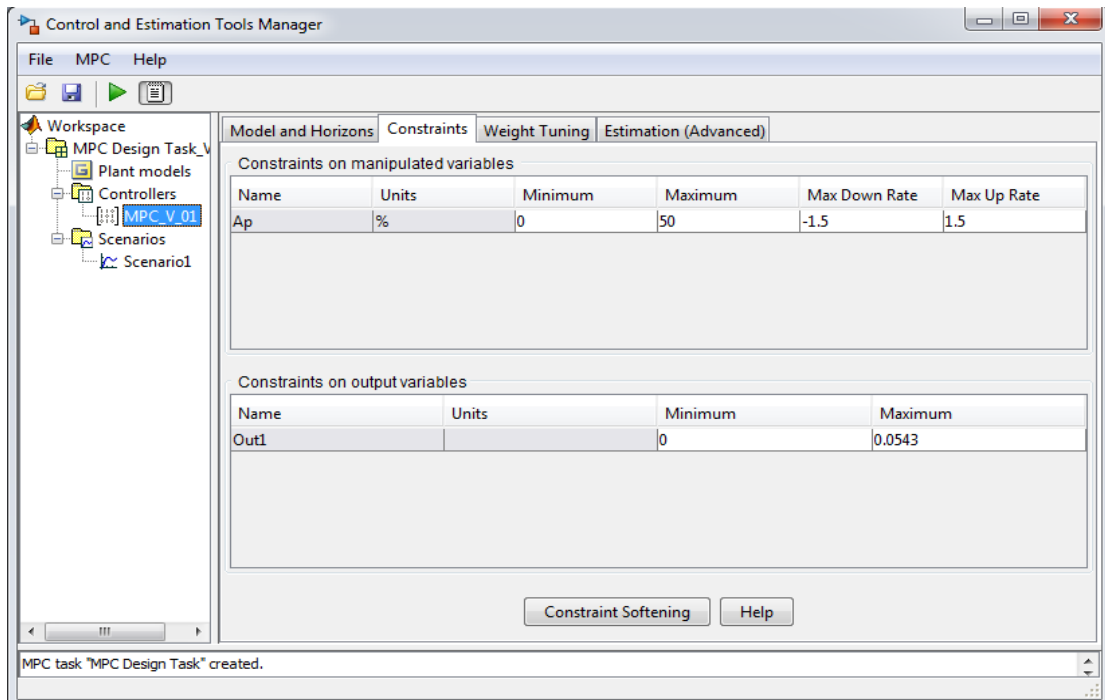 Control and Estimation Tools Manager
File MPC Help
Workspace
MPC Design Task_V
Plant models
Controllers
MPC_V_01
Scenarios
Scenario1
Model and Horizons Constraints Weight Tuning Estimation (Advanced)
Constraints on manipulated variables
Name Units Minimum Maximum Max Down Rate Max Up Rate
Ap % 0 50 -1.5 1.5
Constraints on output variables
Name Units Minimum Maximum
Out1 0 0.0543
Constraint Softening Help
MPC task "MPC Design Task" created.